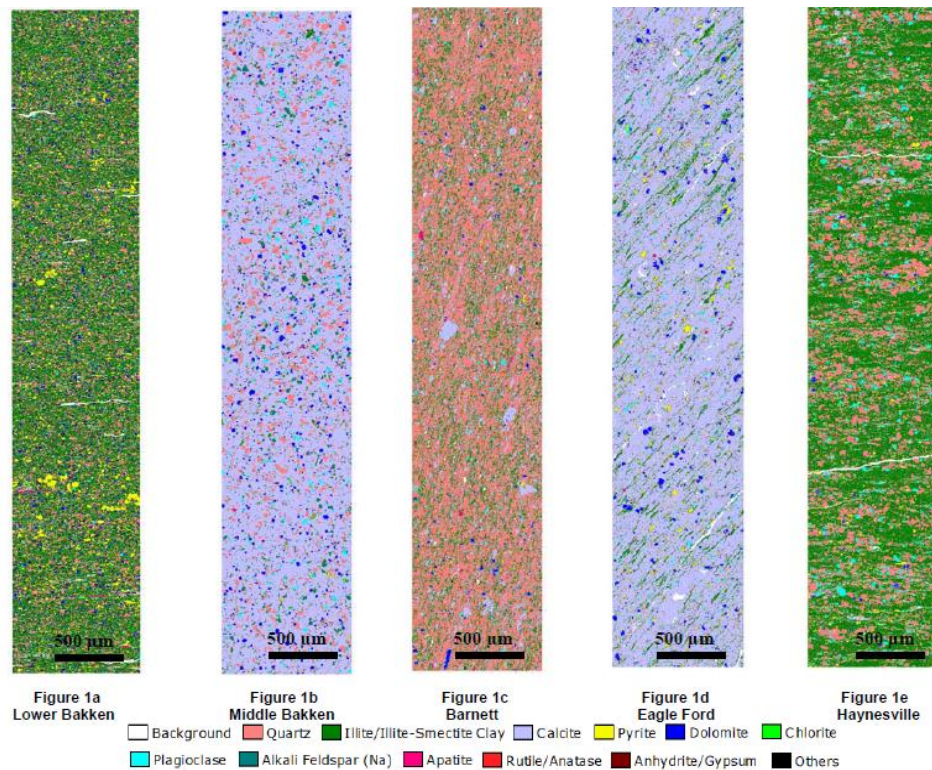 500 µm 500 µm 500 µm 500 µm 500 µm
Figure 1a Figure 1b Figure 1c Figure 1d Figure 1e
Lower Bakken Middle Bakken Barnett Eagle Ford Haynesville
Background Quartz Illite/Illite-Smectite Clay Calcite Pyrite Dolomite Chlorite
Plagioclase Alkali Feldspar (Na) Apatite Rutile/Anatase Anhydrite/Gypsum Others